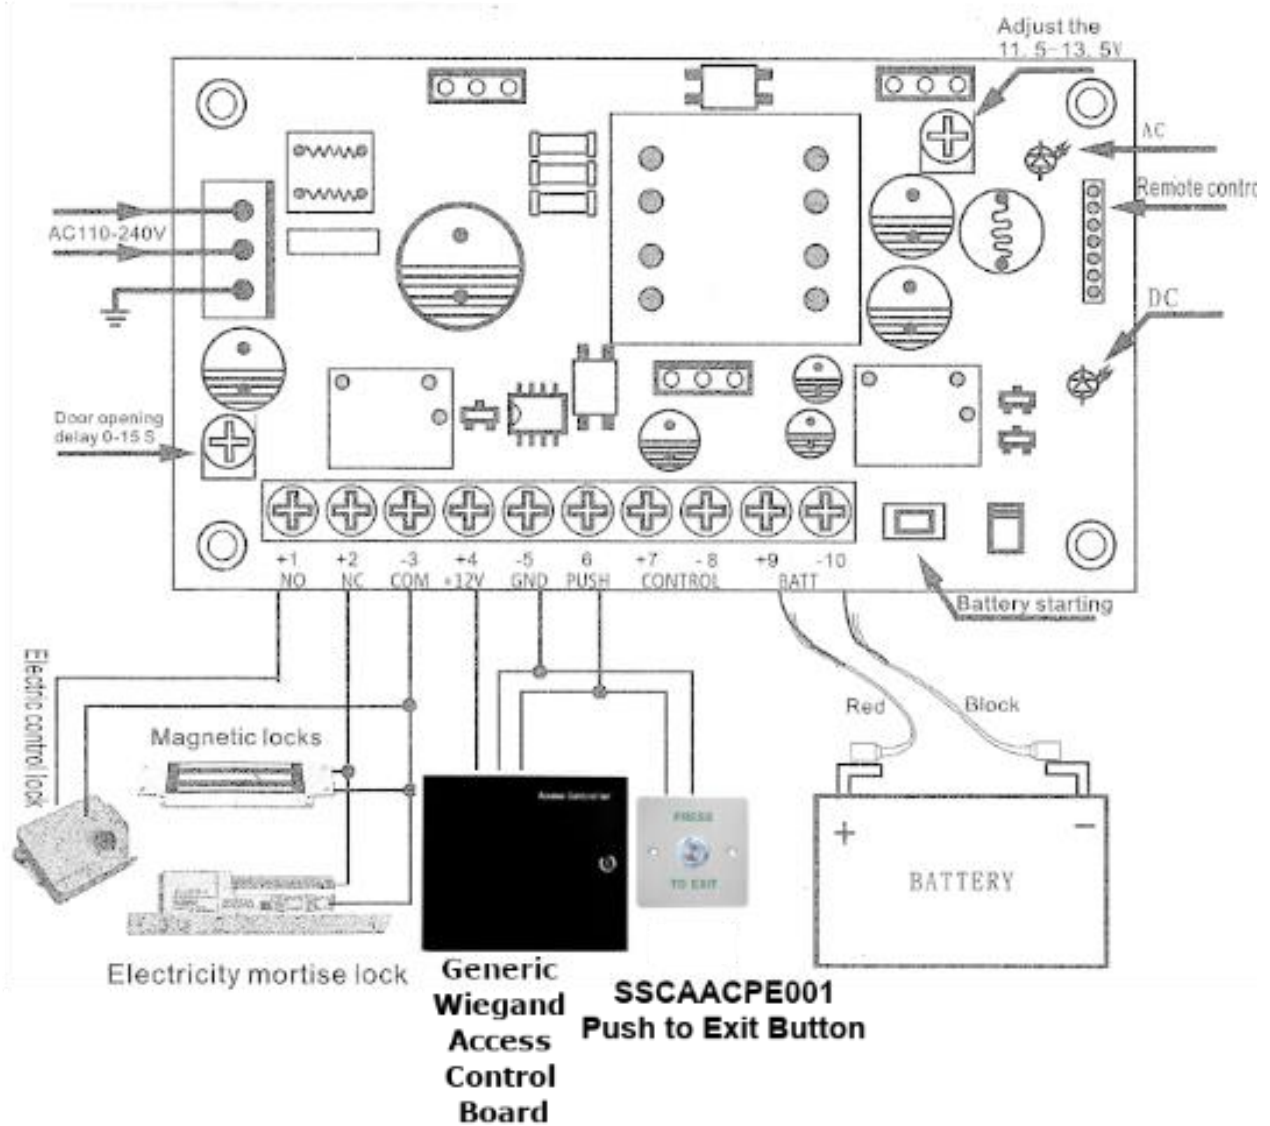 Adjust the
11. 5-13. 5V
AC
Remote contro
AC110-240V
DC
Door opening
delay 0-15 S
+1 +2 -3 +4 -5 6 +7 -8 +9 -10
NO NC COM +12V GND PUSH CONTROL BATT
Battery starting
Electric control lock
Red
Block
Magnetic locks
Access Controller
PRESS
TO EXIT
+ −
BATTERY
Electricity mortise lock
Generic
Wiegand
Access
Control
Board
SSCAACPE001
Push to Exit Button